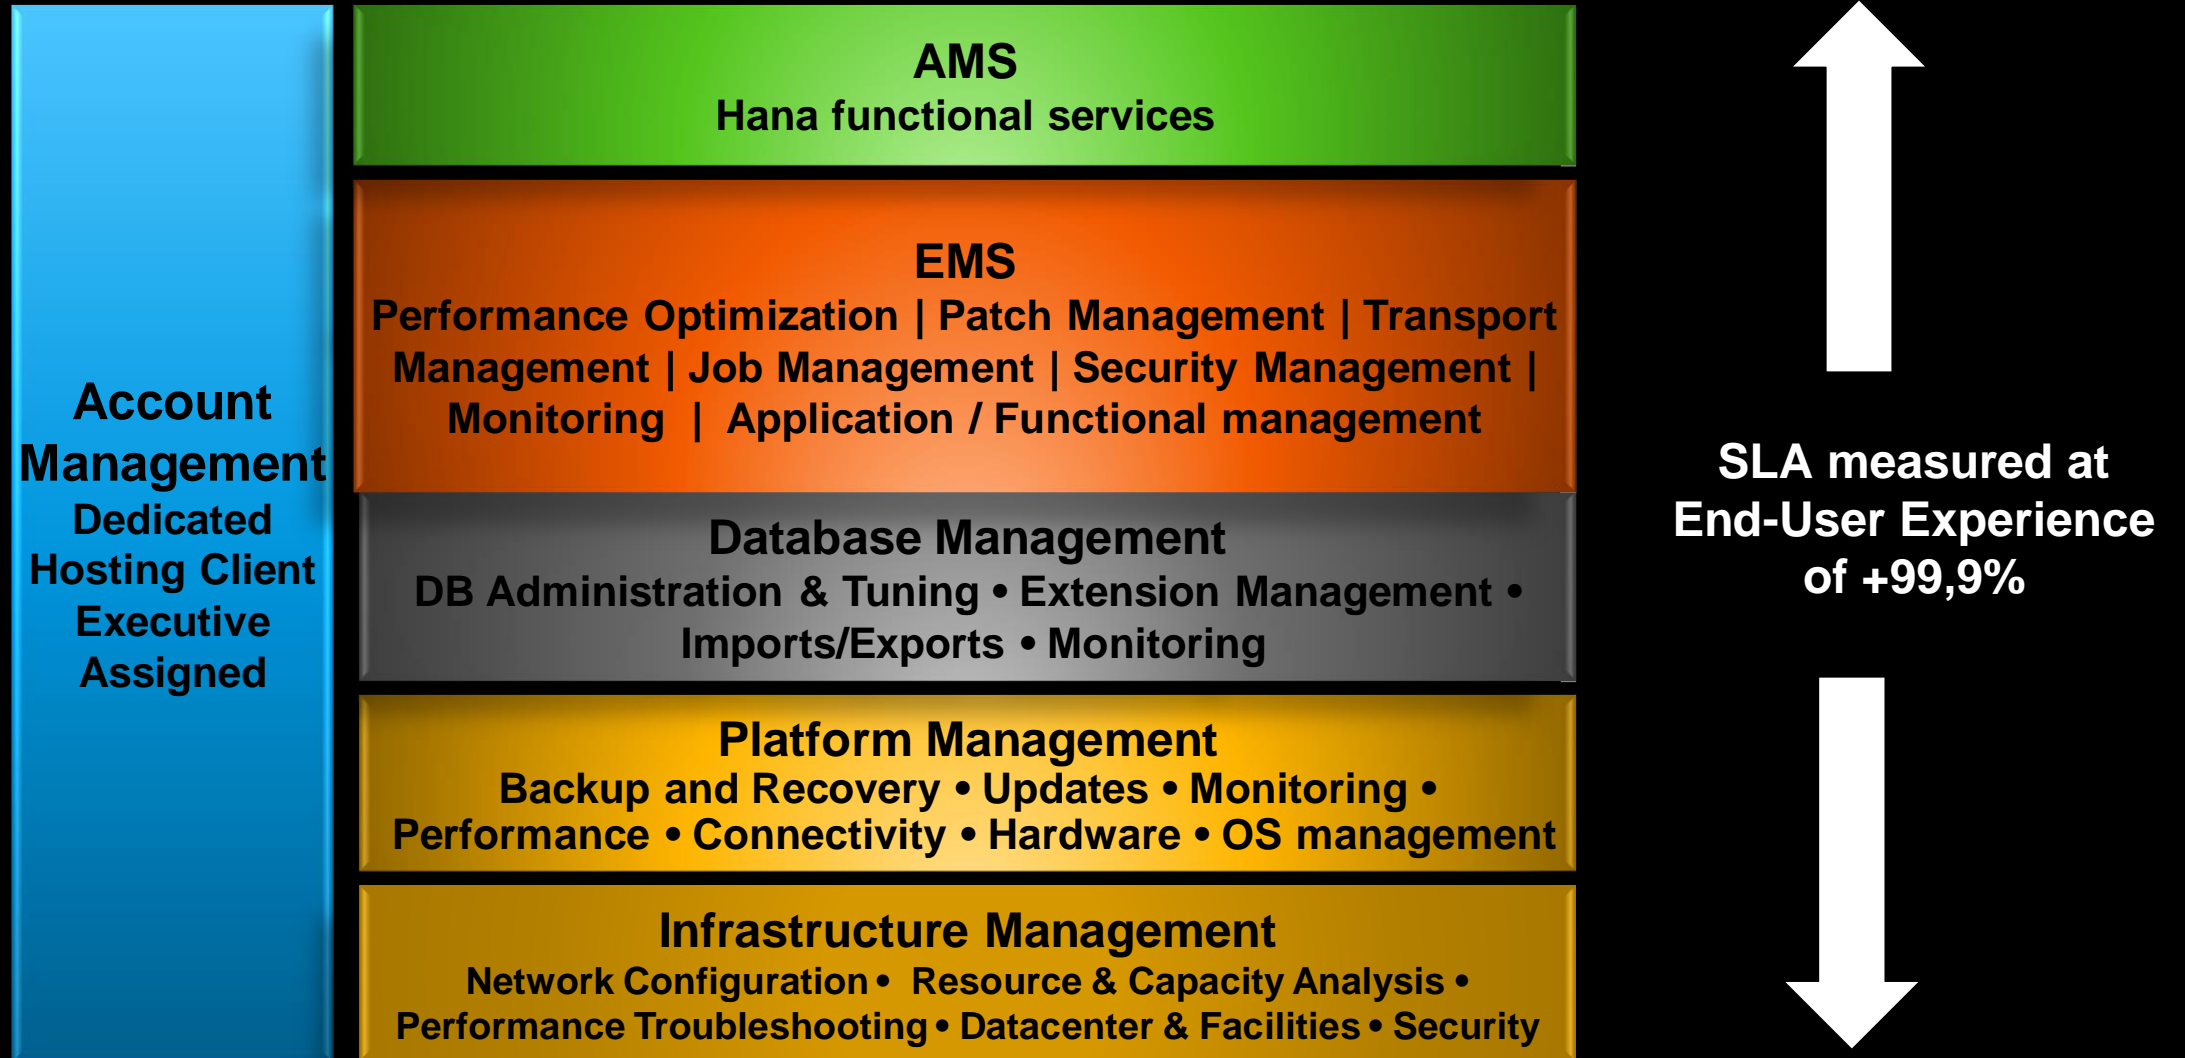 Account
Management
Dedicated
Hosting Client
Executive
Assigned
AMS
Hana functional services
EMS
Performance Optimization | Patch Management | Transport
Management | Job Management | Security Management |
Monitoring | Application / Functional management
Database Management
DB Administration & Tuning • Extension Management •
Imports/Exports • Monitoring
Platform Management
Backup and Recovery • Updates • Monitoring •
Performance • Connectivity • Hardware • OS management
Infrastructure Management
Network Configuration • Resource & Capacity Analysis •
Performance Troubleshooting • Datacenter & Facilities • Security
SLA measured at
End-User Experience
of +99,9%